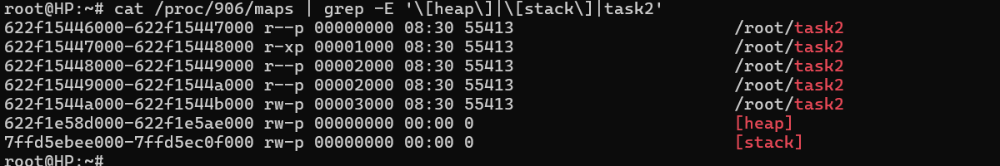 root@HP:~# cat /proc/906/maps | grep -E '\[heap\]|\[stack\]|task2'
622f15446000-622f15447000 r--p 00000000 08:30 55413                      /root/task2
622f15447000-622f15448000 r-xp 00001000 08:30 55413                      /root/task2
622f15448000-622f15449000 r--p 00002000 08:30 55413                      /root/task2
622f15449000-622f1544a000 r--p 00002000 08:30 55413                      /root/task2
622f1544a000-622f1544b000 rw-p 00003000 08:30 55413                      /root/task2
622f1e58d000-622f1e5ae000 rw-p 00000000 00:00 0                          [heap]
7ffd5ebee000-7ffd5ec0f000 rw-p 00000000 00:00 0                          [stack]
root@HP:~#